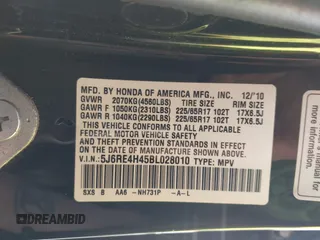 MFD. BY HONDA OF AMERICA MFG., INC. 12/10
GVWR 2070KG(4560LBS) TIRE SIZE RIM SIZE
GAWR F 1050KG(2310LBS) 225/65R17 102T 17X6.5J
GAWR R 1040KG(2290LBS) 225/65R17 102T 17X6.5J
THIS VEHICLE CONFORMS TO ALL APPLICABLE
FEDERAL MOTOR VEHICLE SAFETY
AND THEFT PREVENTION STANDARDS IN EFFECT ON
THE DATE OF MANUFACTURE SHOWN ABOVE.
V.I.N.: 5J6RE4H45BL028010 TYPE: MPV
SXS B AA6 -NH731P -A-L
DREAMBID